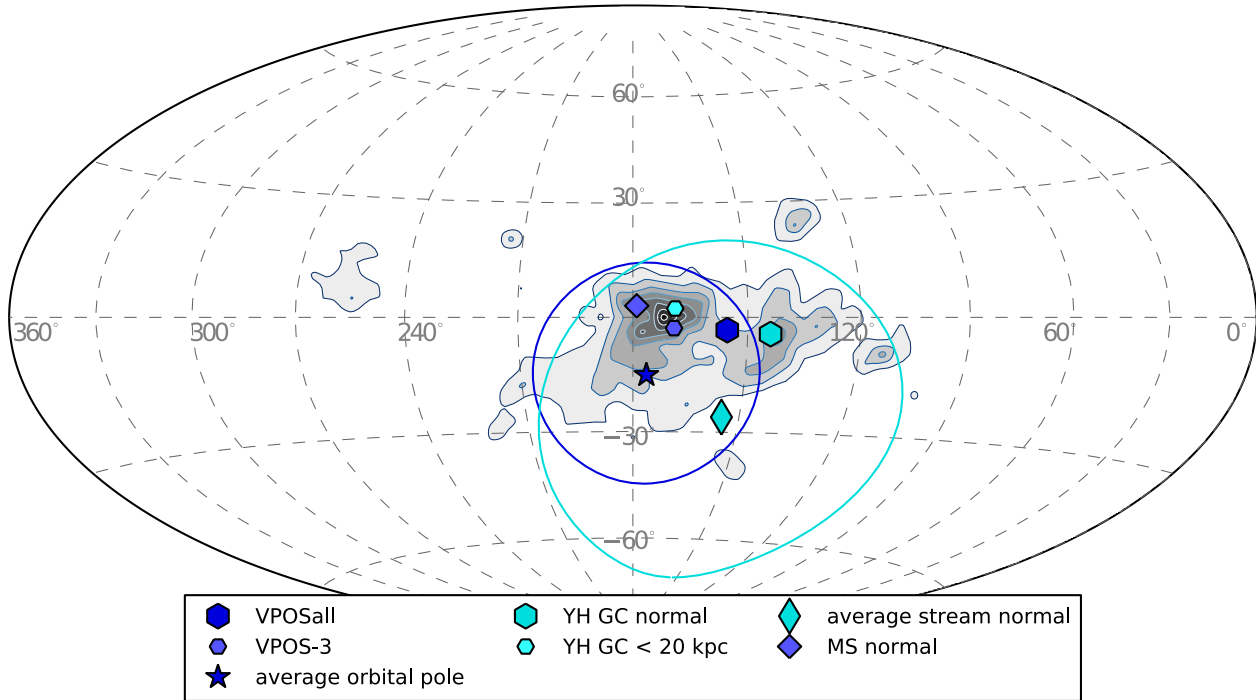 60°
30°
360° 300° 240° 120° 60° 0°
−30°
−60°
VPOSall YH GC normal average stream normal
VPOS-3 YH GC < 20 kpc MS normal
average orbital pole